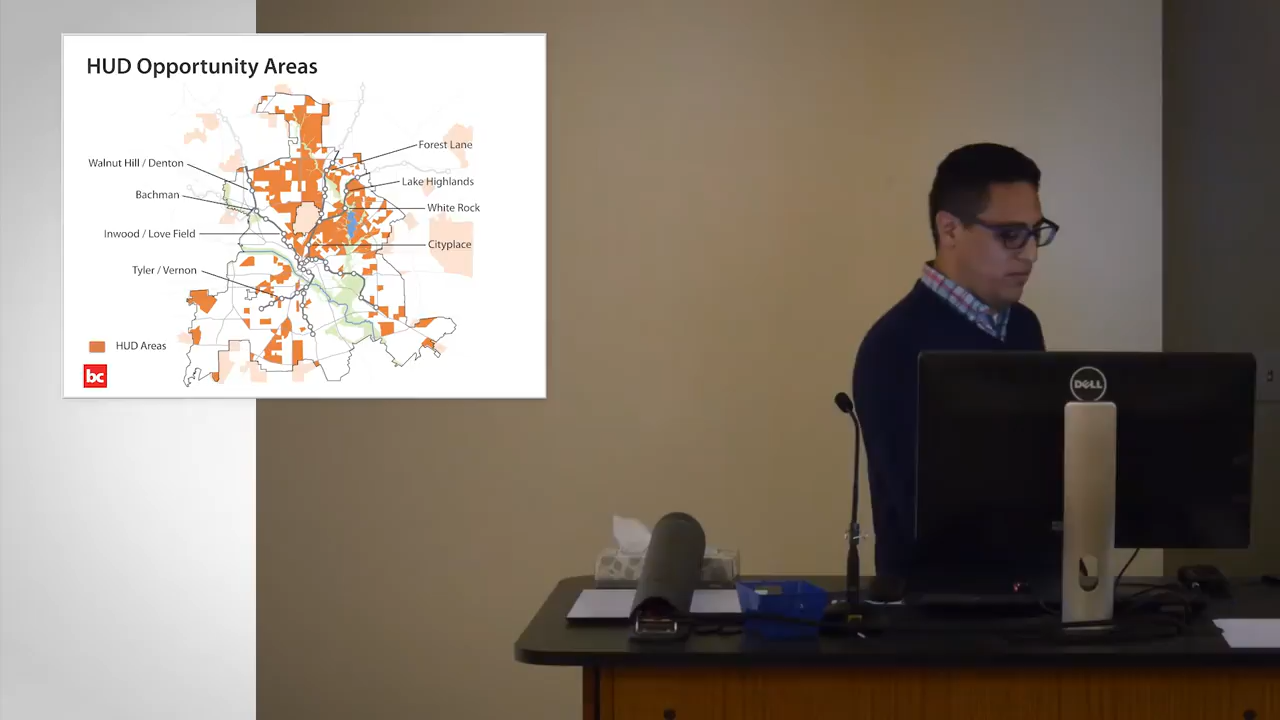 HUD Opportunity Areas
Forest Lane
Walnut Hill / Denton
Lake Highlands
Bachman
White Rock
Inwood / Love Field
Cityplace
Tyler / Vernon
HUD Areas
bc
DELL